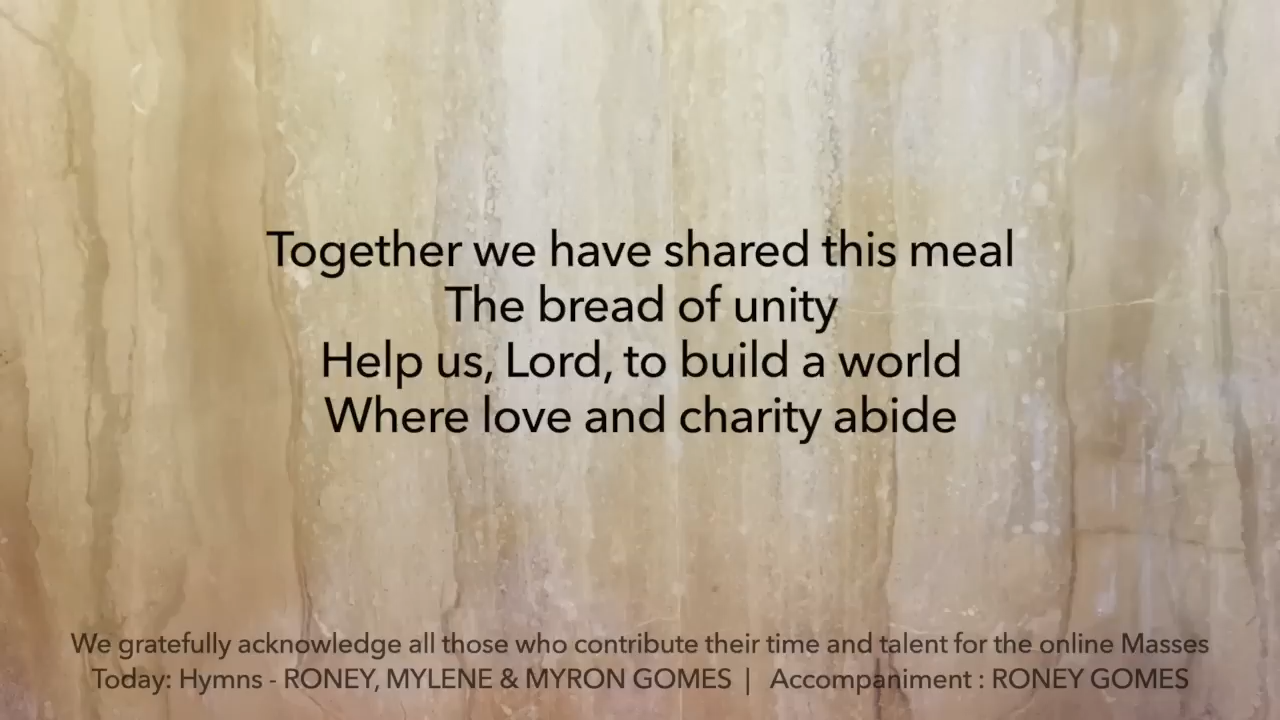 Together we have shared this meal
The bread of unity
Help us, Lord, to build a world
Where love and charity abide
We gratefully acknowledge all those who contribute their time and talent for the online Masses
Today: Hymns - RONEY, MYLENE & MYRON GOMES | Accompaniment : RONEY GOMES